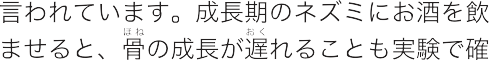 言われています。成長期のネズミにお酒を飲
ませると、骨の成長が遅れることも実験で確